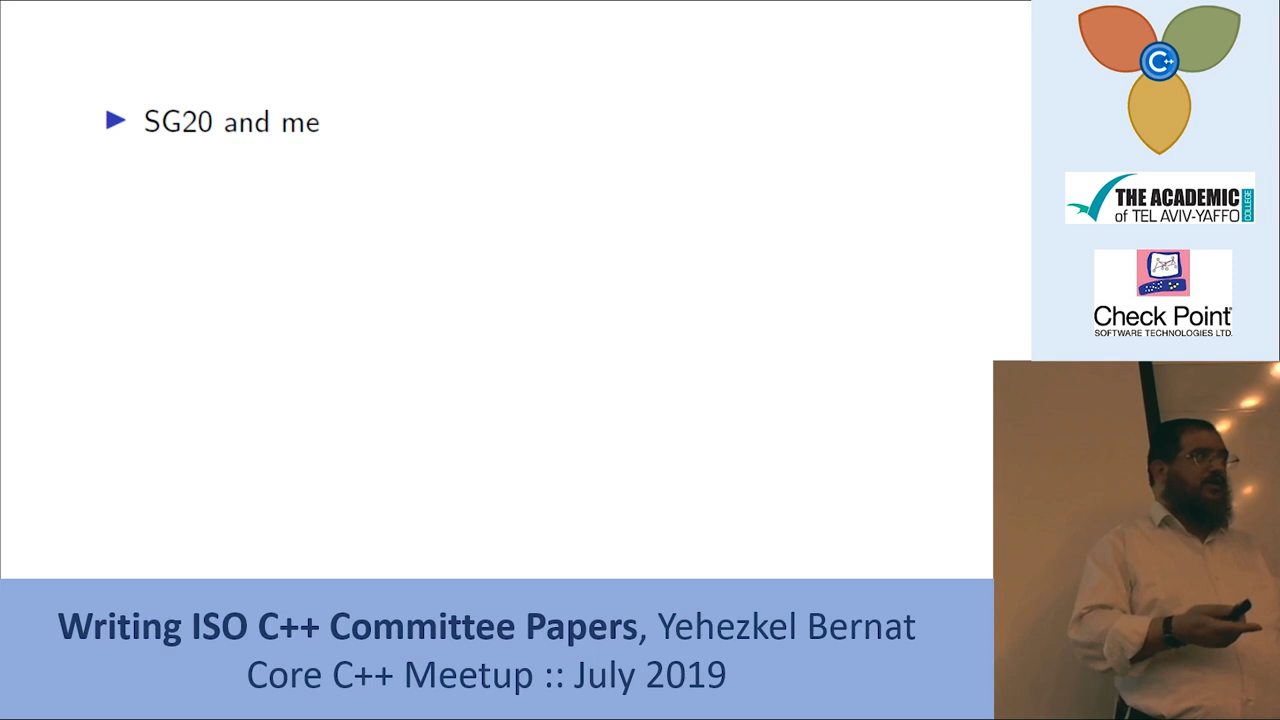 SG20 and me
C++
THE ACADEMIC
of TEL AVIV-YAFFO
COLLEGE
Check Point
SOFTWARE TECHNOLOGIES LTD.
Writing ISO C++ Committee Papers, Yehezkel Bernat
Core C++ Meetup :: July 2019